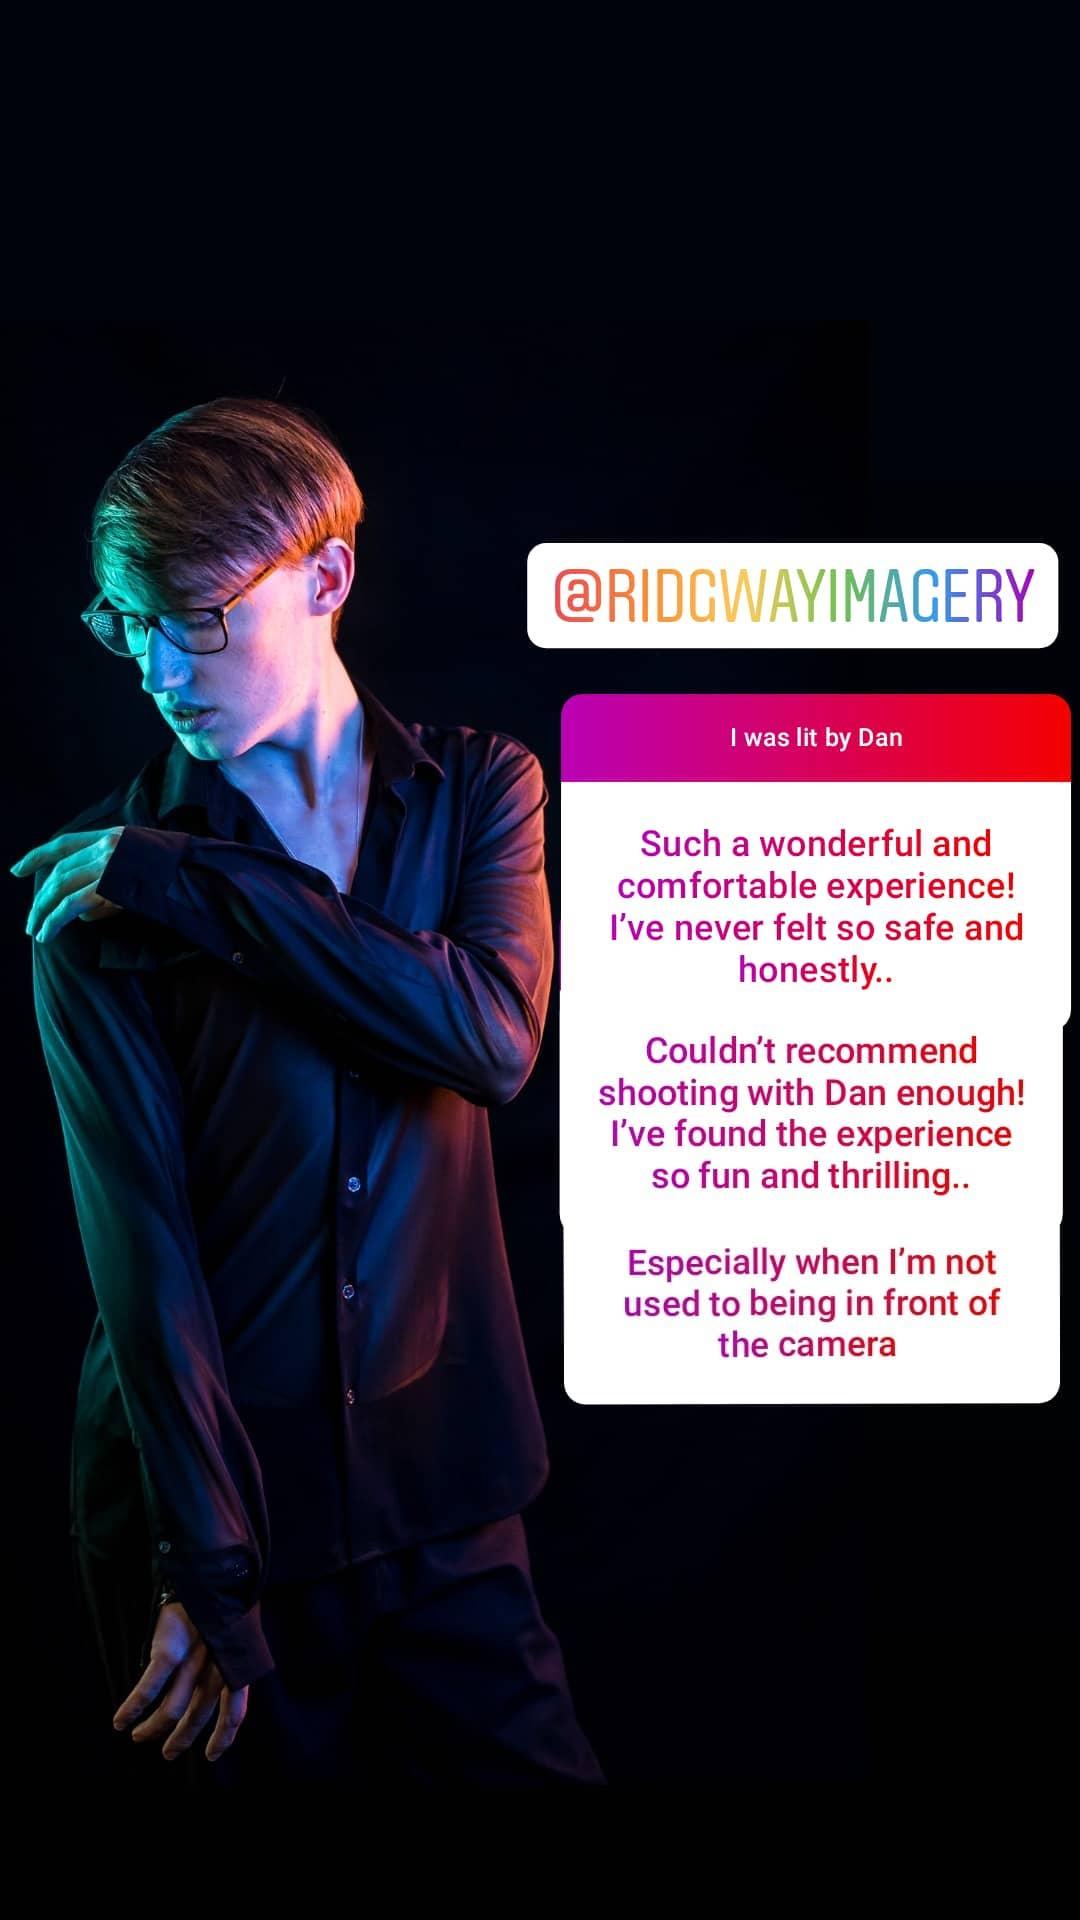 @RIDGWAYIMAGERY
I was lit by Dan
Such a wonderful and
comfortable experience!
I’ve never felt so safe and
honestly..
Couldn’t recommend
shooting with Dan enough!
I’ve found the experience
so fun and thrilling..
Especially when I’m not
used to being in front of
the camera